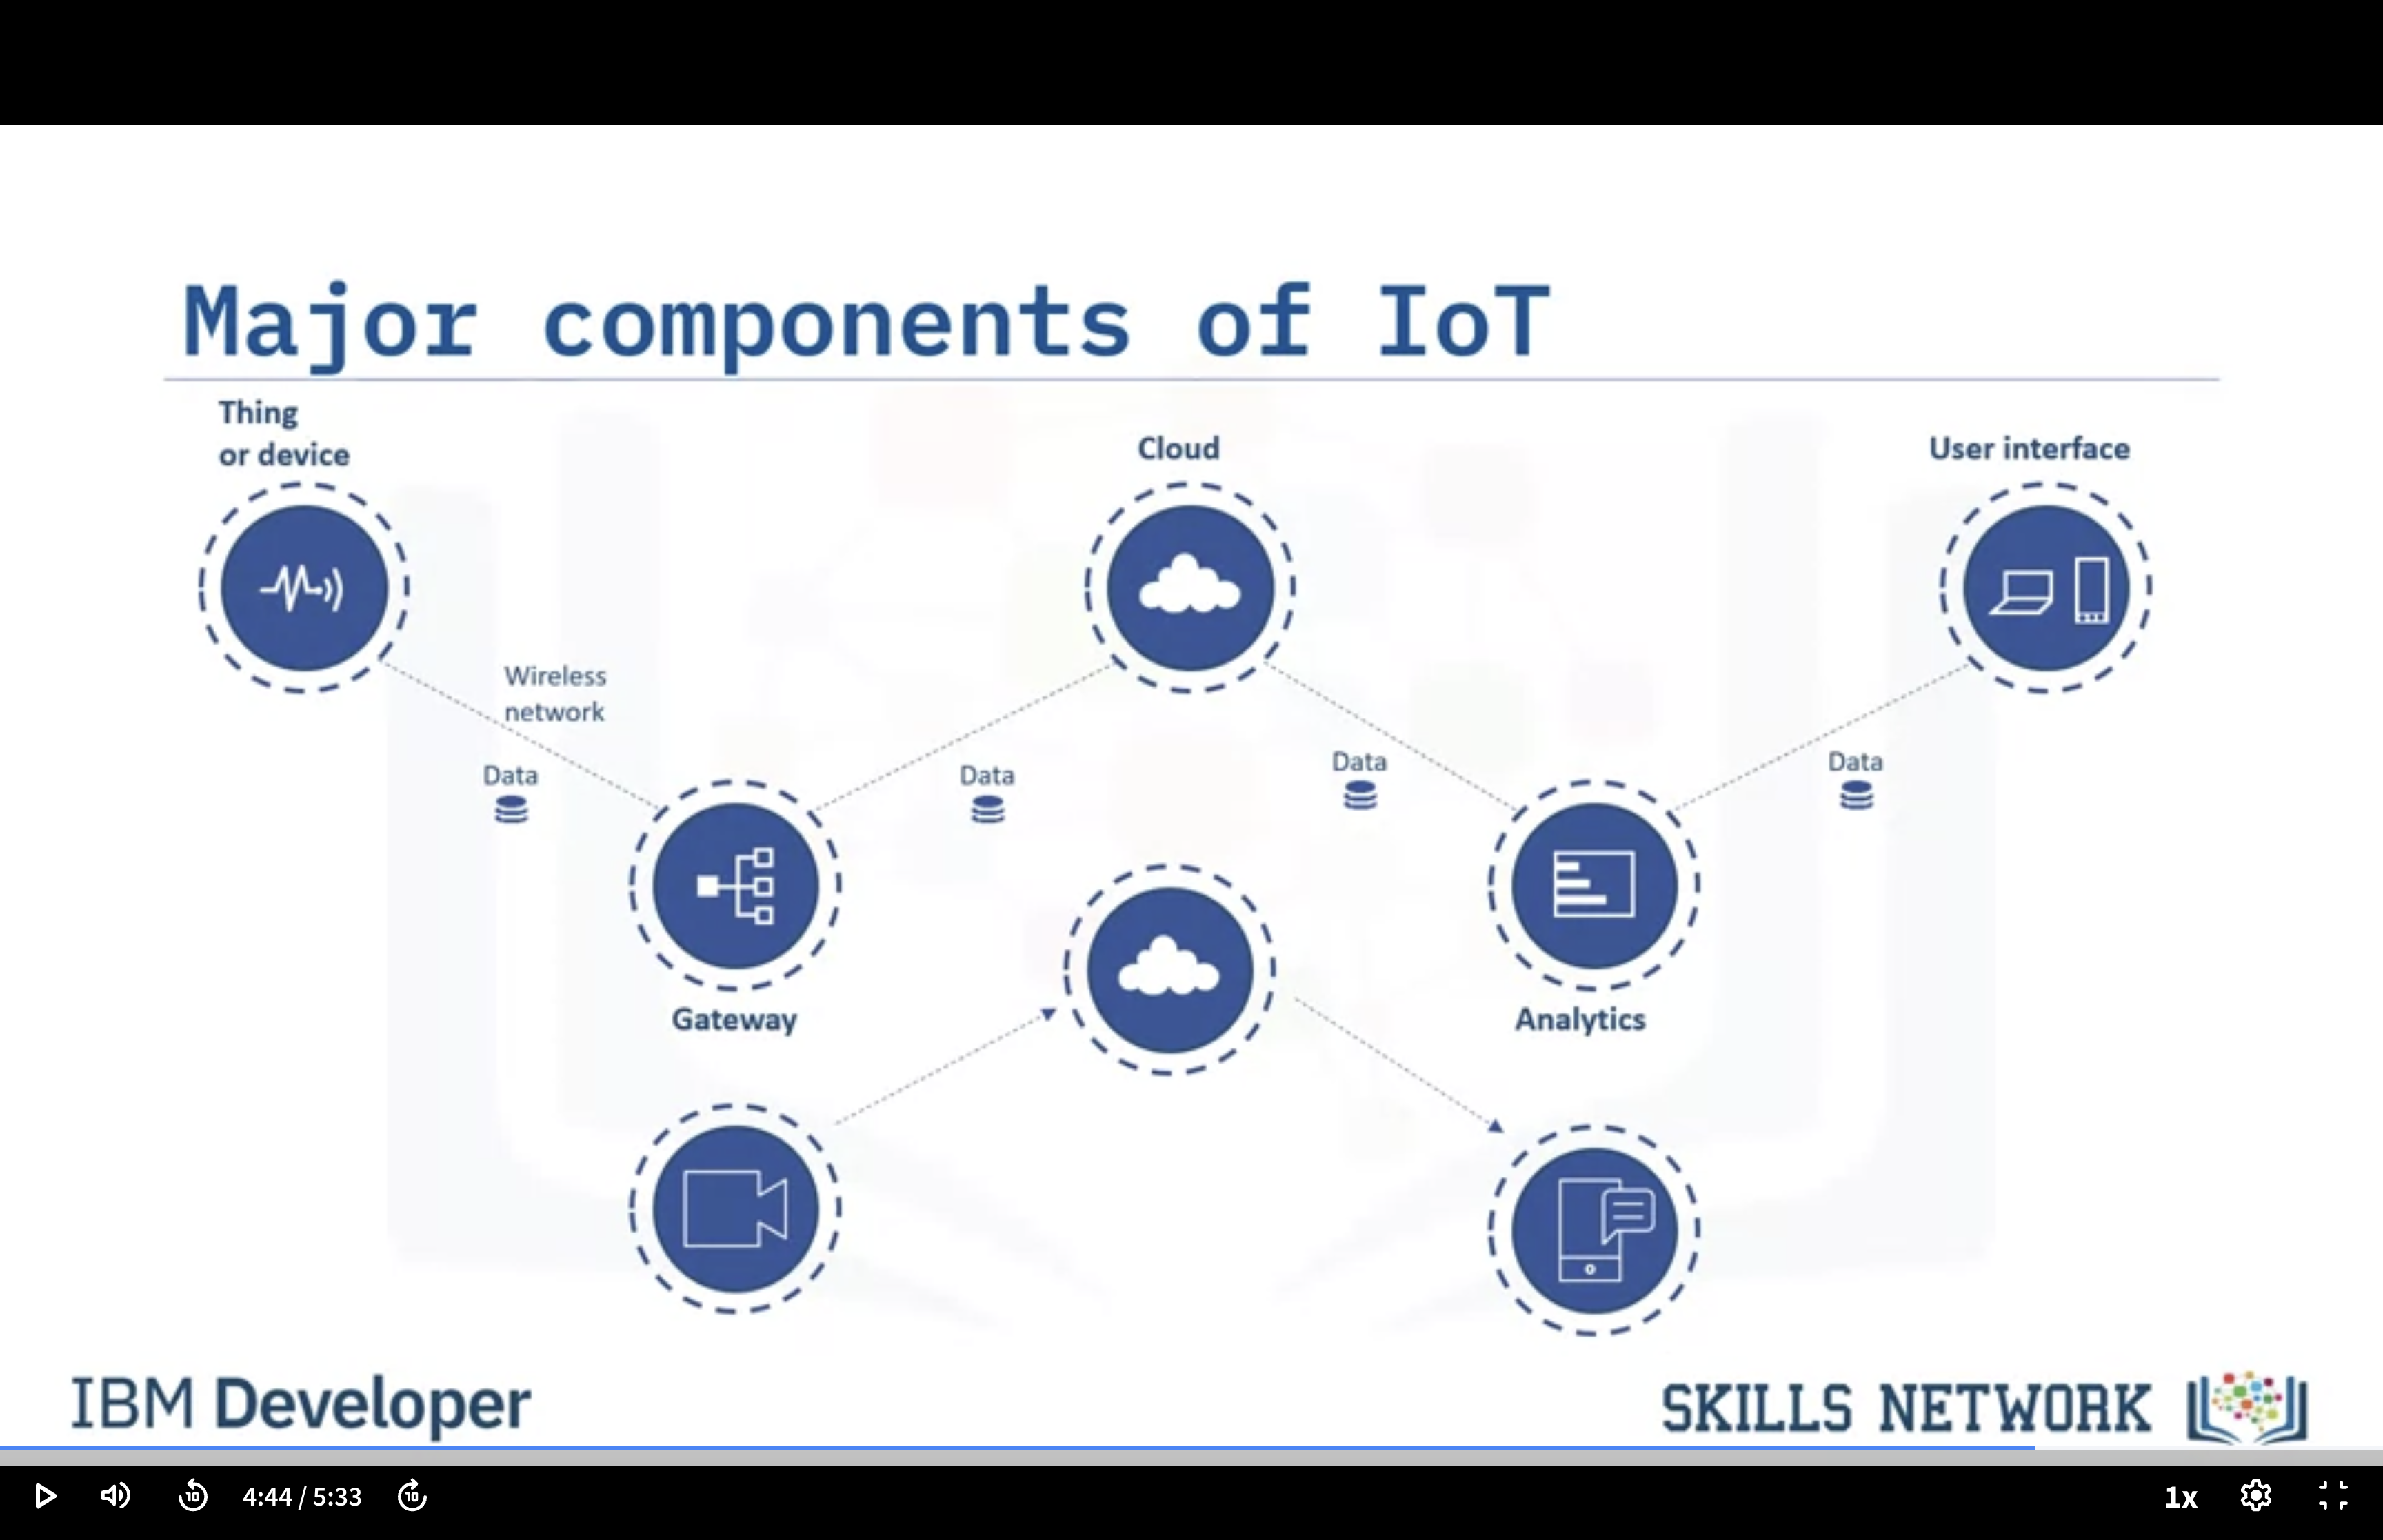 Major components of IoT
Thing
or device
Cloud
User interface
Wireless
network
Data
Data
Data
Data
Gateway
Analytics
IBM Developer
SKILLS NETWORK
10
4:44 / 5:33
10
1x